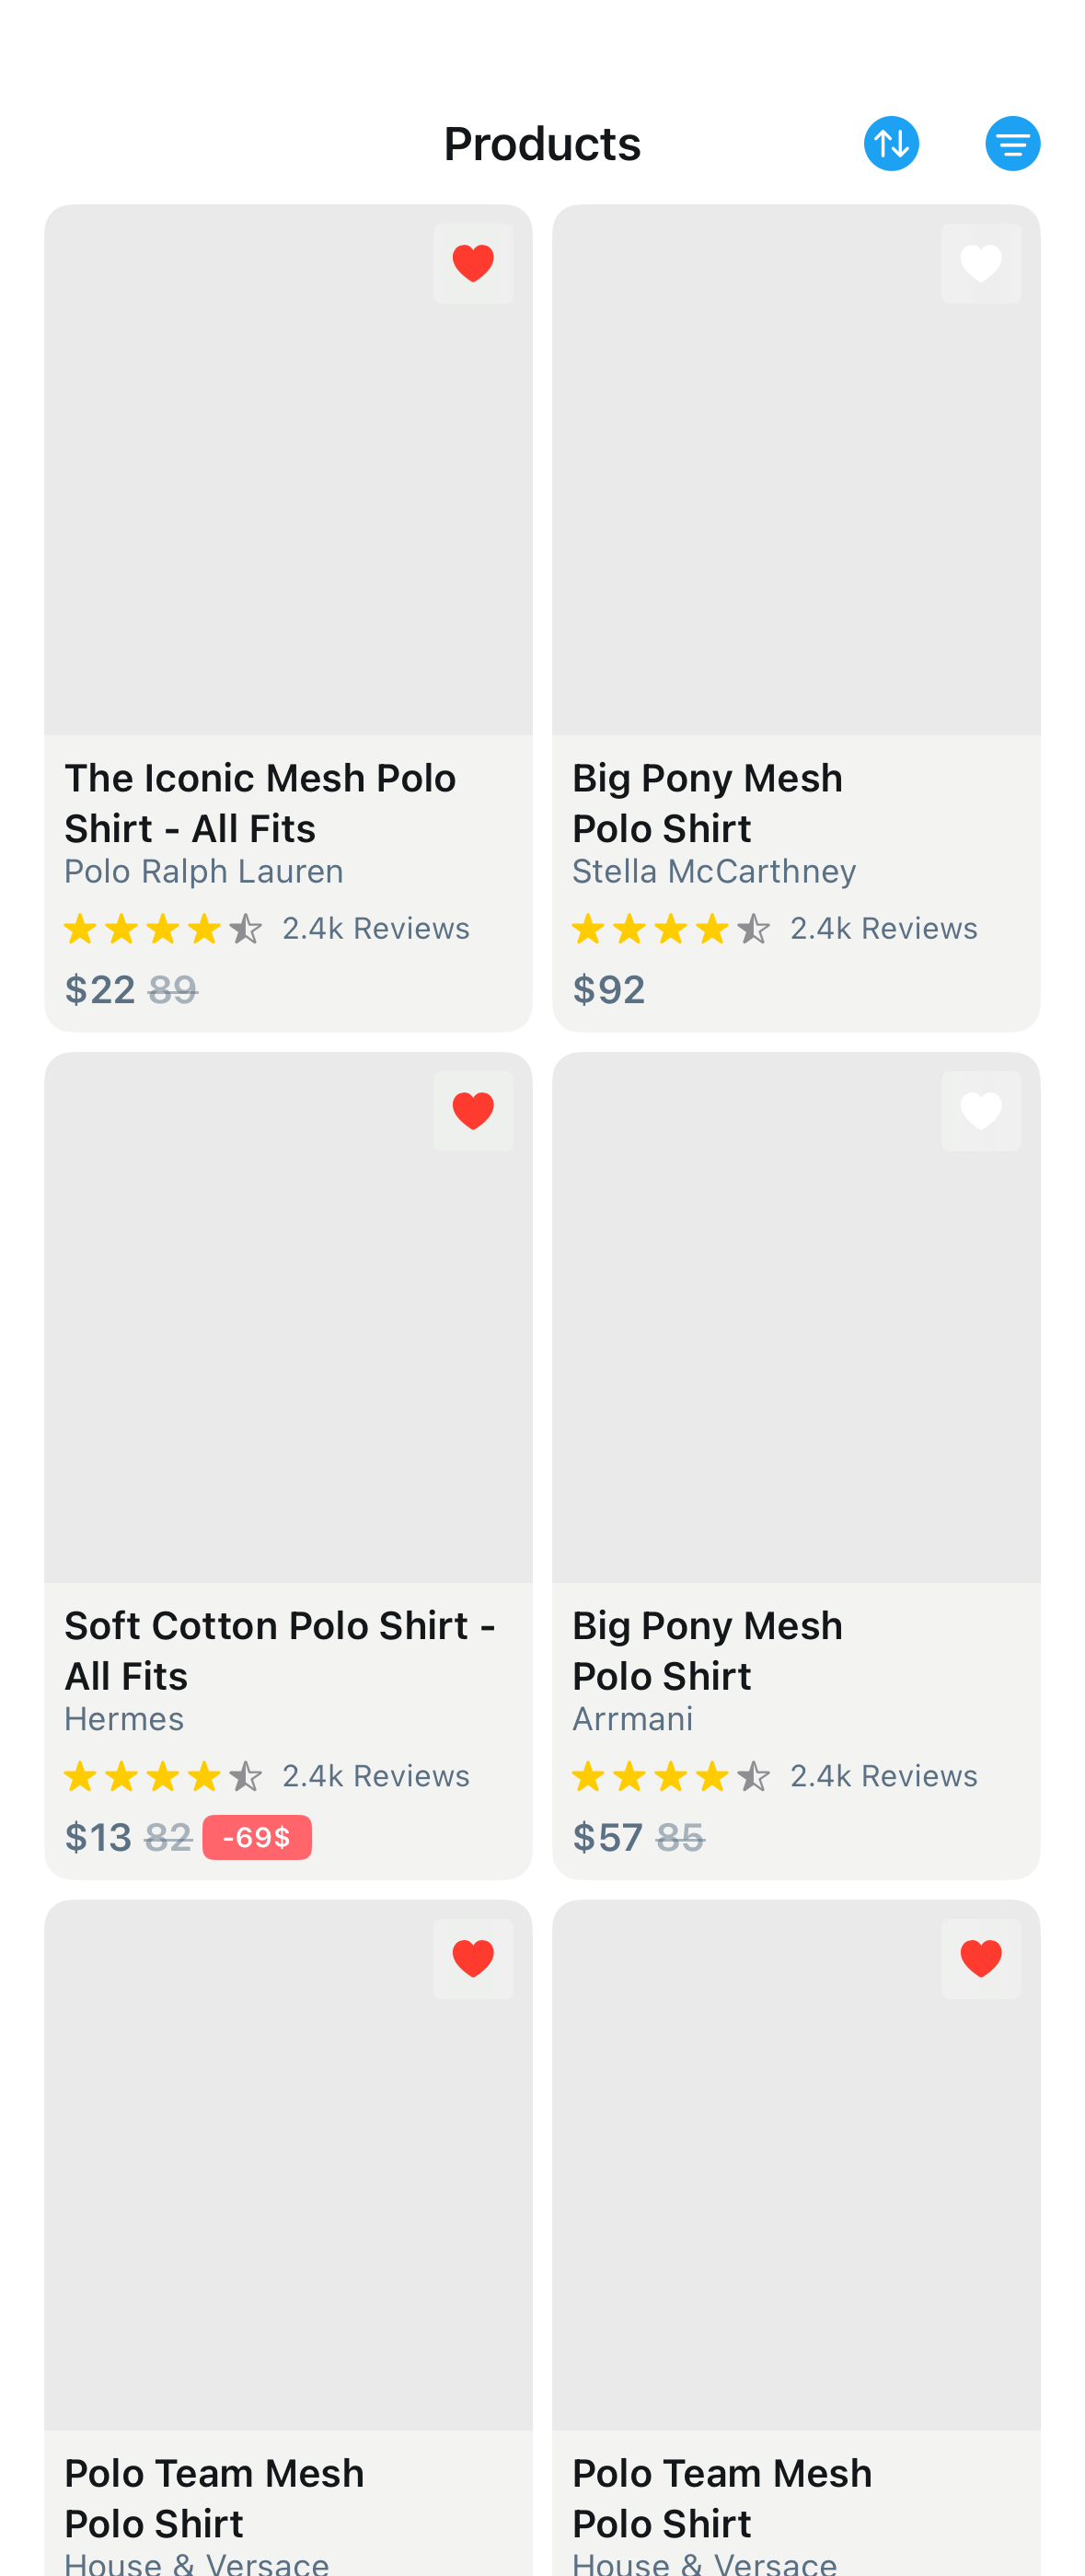 Products
The Iconic Mesh Polo
Shirt - All Fits
Polo Ralph Lauren
2.4k Reviews
$22 89
Big Pony Mesh
Polo Shirt
Stella McCarthney
2.4k Reviews
$92
Soft Cotton Polo Shirt -
All Fits
Hermes
2.4k Reviews
$13 82 -69$
Big Pony Mesh
Polo Shirt
Arrmani
2.4k Reviews
$57 85
Polo Team Mesh
Polo Shirt
House & Versace
Polo Team Mesh
Polo Shirt
House & Versace